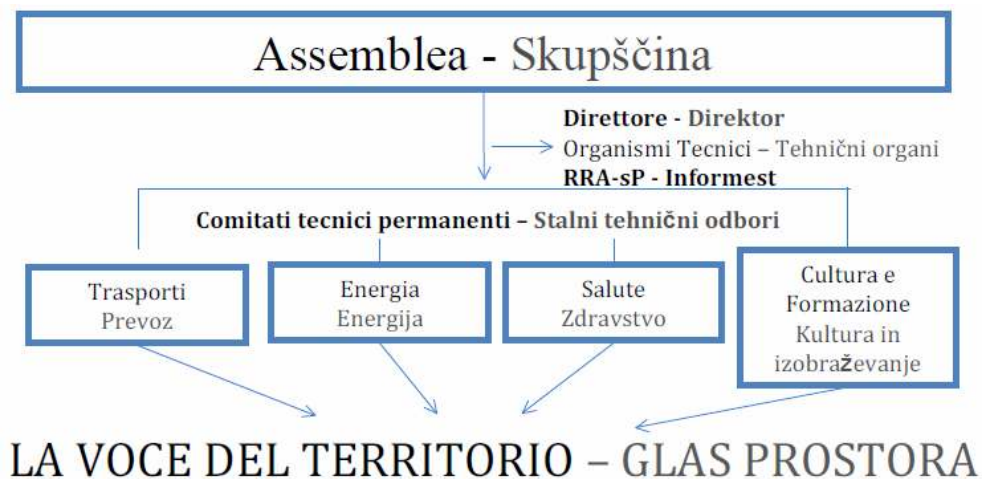 Assemblea - Skupščina
Direttore - Direktor
Organismi Tecnici – Tehnični organi
RRA-sP - Informest
Comitati tecnici permanenti – Stalni tehnični odbori
Trasporti
Prevoz
Energia
Energija
Salute
Zdravstvo
Cultura e
Formazione
Kultura in
izobraževanje
LA VOCE DEL TERRITORIO – GLAS PROSTORA